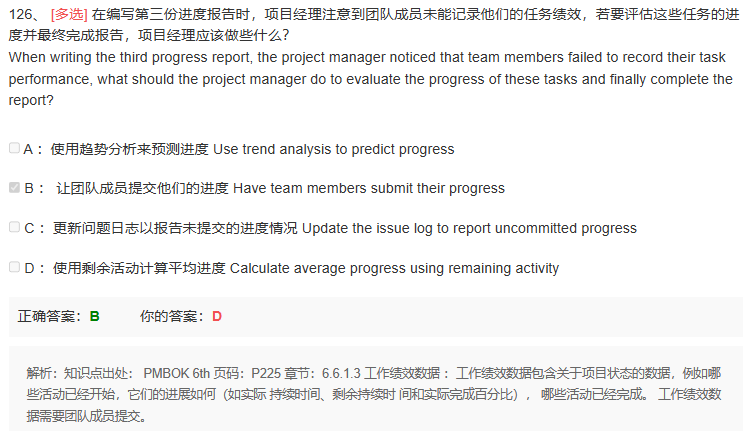 126、 [多选] 在编写第三份进度报告时，项目经理注意到团队成员未能记录他们的任务绩效，若要评估这些任务的进
度并最终完成报告，项目经理应该做些什么?
When writing the third progress report, the project manager noticed that team members failed to record their task
performance, what should the project manager do to evaluate the progress of these tasks and finally complete the
report?
A： 使用趋势分析来预测进度 Use trend analysis to predict progress
B： 让团队成员提交他们的进度 Have team members submit their progress
C： 更新问题日志以报告未提交的进度情况 Update the issue log to report uncommitted progress
D： 使用剩余活动计算平均进度 Calculate average progress using remaining activity
正确答案：B 你的答案：D
解析：知识点出处： PMBOK 6th 页码：P225 章节：6.6.1.3 工作绩效数据 ：工作绩效数据包含关于项目状态的数据，例如哪
些活动已经开始，它们的进展如何（如实际 持续时间、剩余持续时 间和实际完成百分比），哪些活动已经完成。 工作绩效数
据需要团队成员提交。